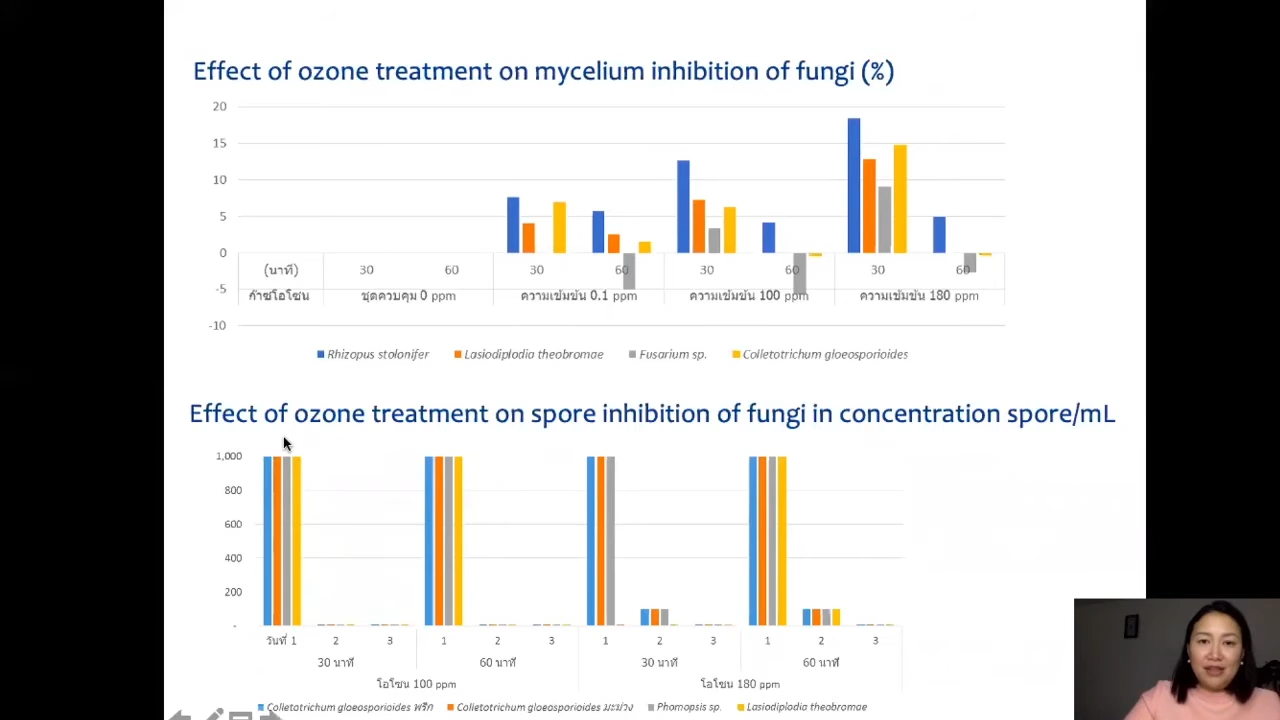 Effect of ozone treatment on mycelium inhibition of fungi (%)
20
15
10
5
0
-5
-10
(นาที) 30 60 30 60 30 60 30 60
ก๊าซโอโซน ชุดควบคุม 0 ppm ความเข้มข้น 0.1 ppm ความเข้มข้น 100 ppm ความเข้มข้น 180 ppm
Rhizopus stolonifer Lasiodiplodia theobromae Fusarium sp. Colletotrichum gloeosporioides
Effect of ozone treatment on spore inhibition of fungi in concentration spore/mL
1,000
800
600
400
200
-
วันที่ 1 2 3 1 2 3 1 2 3 1 2 3
30 นาที 60 นาที 30 นาที 60 นาที
โอโซน 100 ppm โอโซน 180 ppm
Colletotrichum gloeosporioides พริก Colletotrichum gloeosporioides มะม่วง Phomopsis sp. Lasiodiplodia theobromae